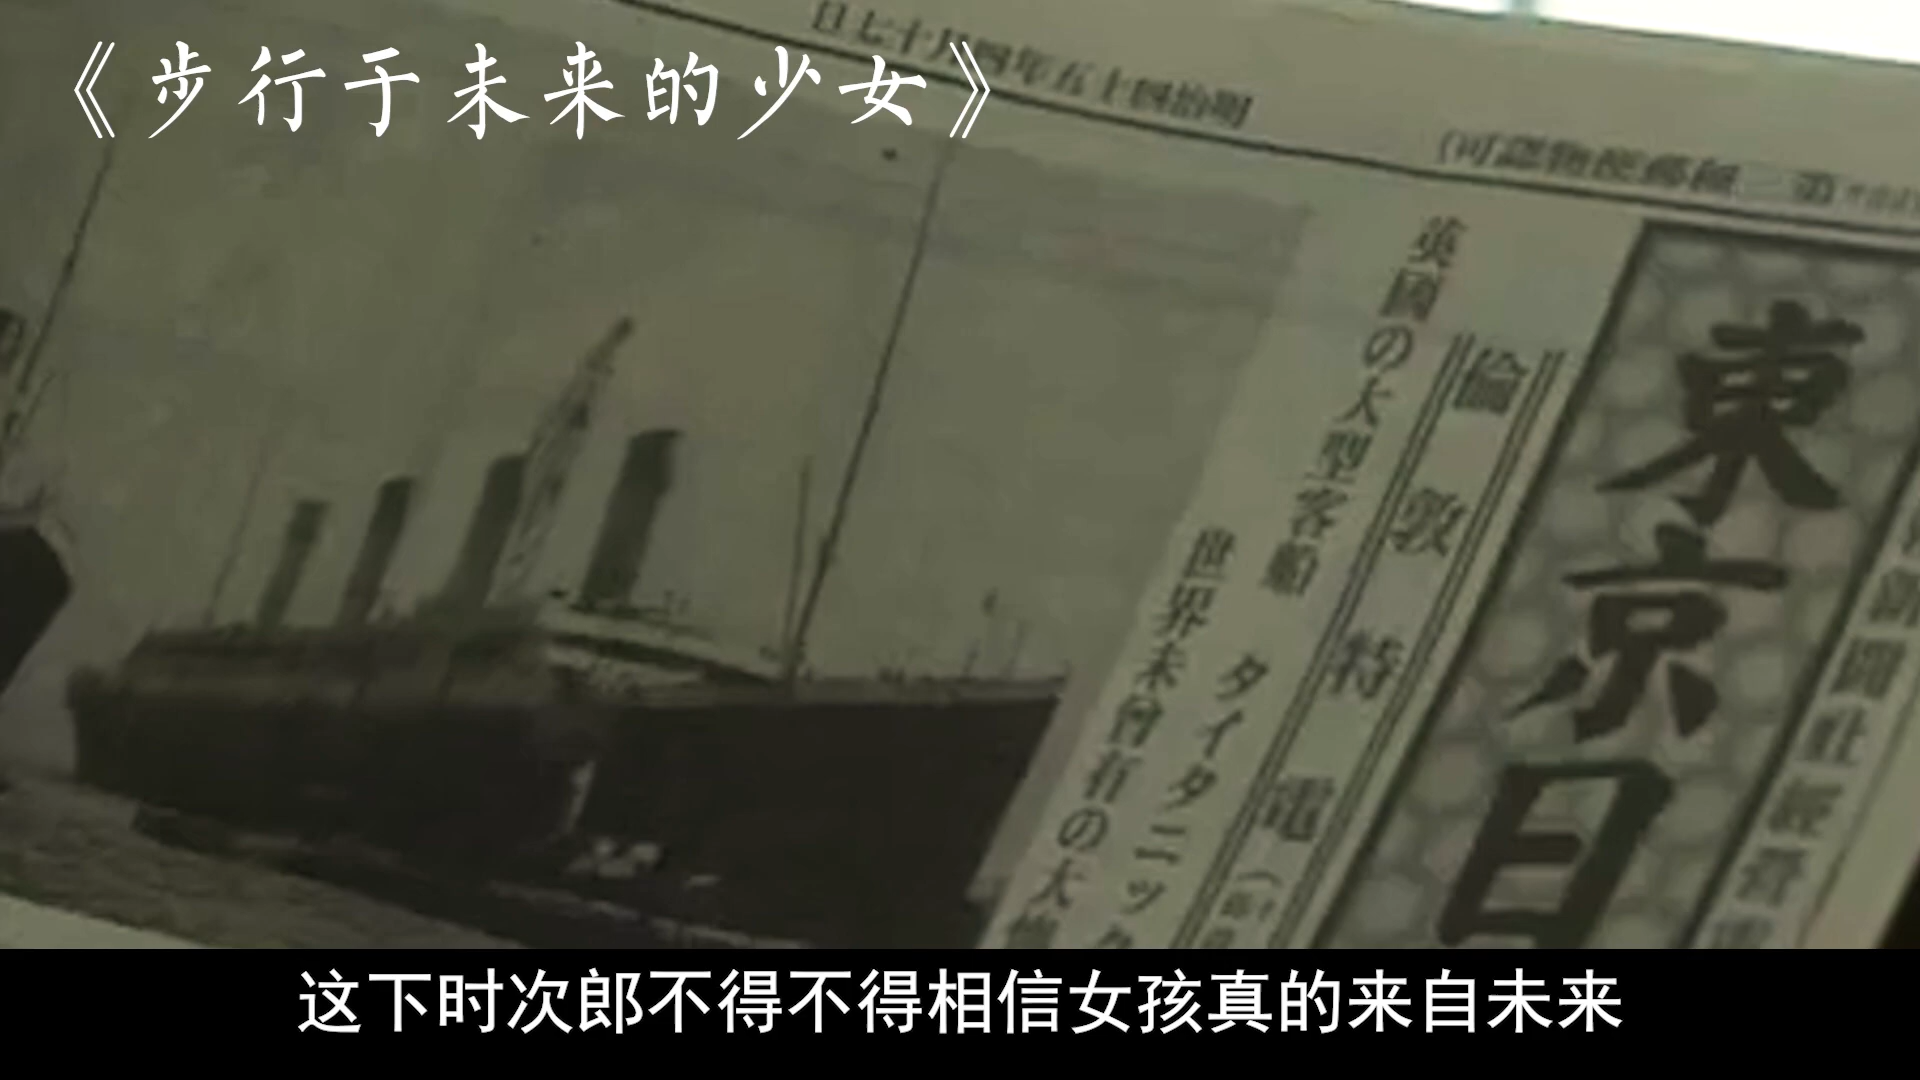 《步行于未来的少女》
日七十月四年五十四治明
(可認物便郵種三第
東京日
倫敦特電
英國の大型客船 タイタニック
世界未曾有の大
新聞社
这下时次郎不得不得相信女孩真的来自未来